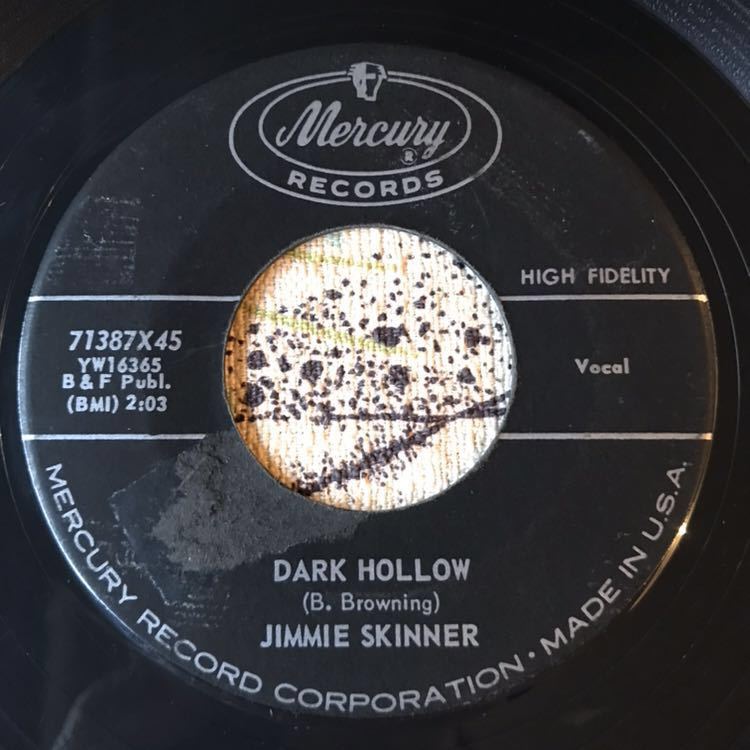 Mercury
®
RECORDS
HIGH FIDELITY
71387X45
YW16365
B & F Publ.
(BMI) 2:03
Vocal
DARK HOLLOW
(B. Browning)
JIMMIE SKINNER
MERCURY RECORD CORPORATION • MADE IN U.S.A.